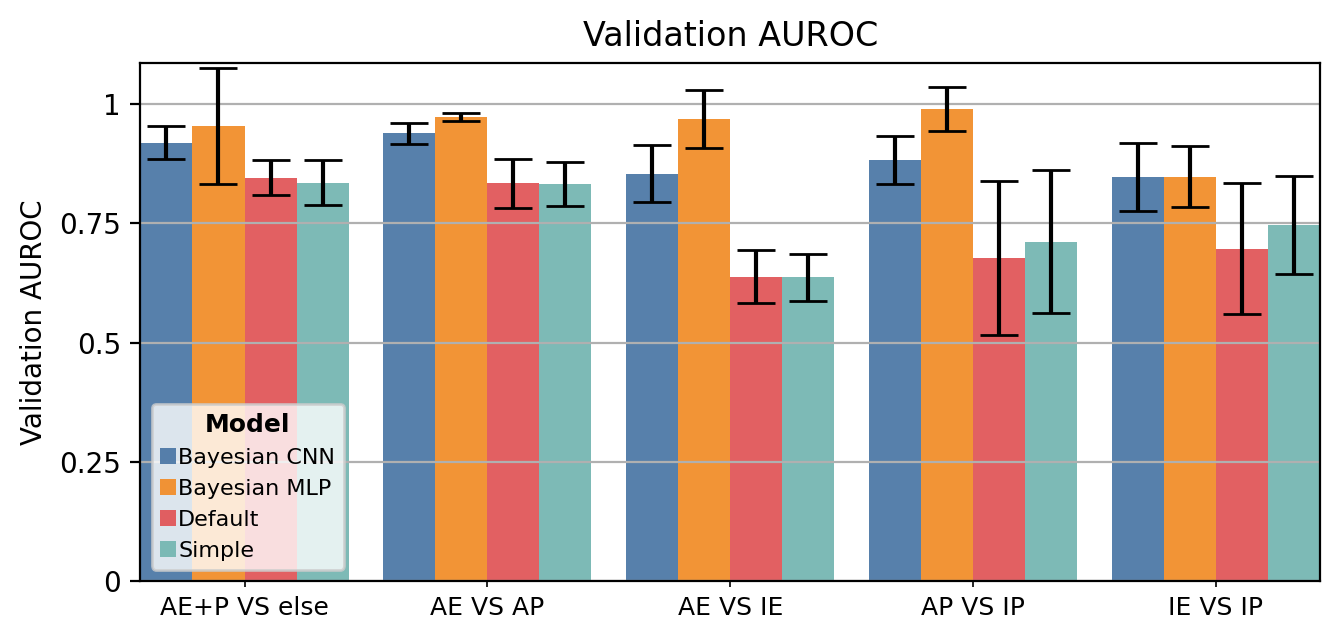 Validation AUROC
Validation AUROC
1
0.75
0.5
0.25
0
Model
Bayesian CNN
Bayesian MLP
Default
Simple
AE+P VS else
AE VS AP
AE VS IE
AP VS IP
IE VS IP